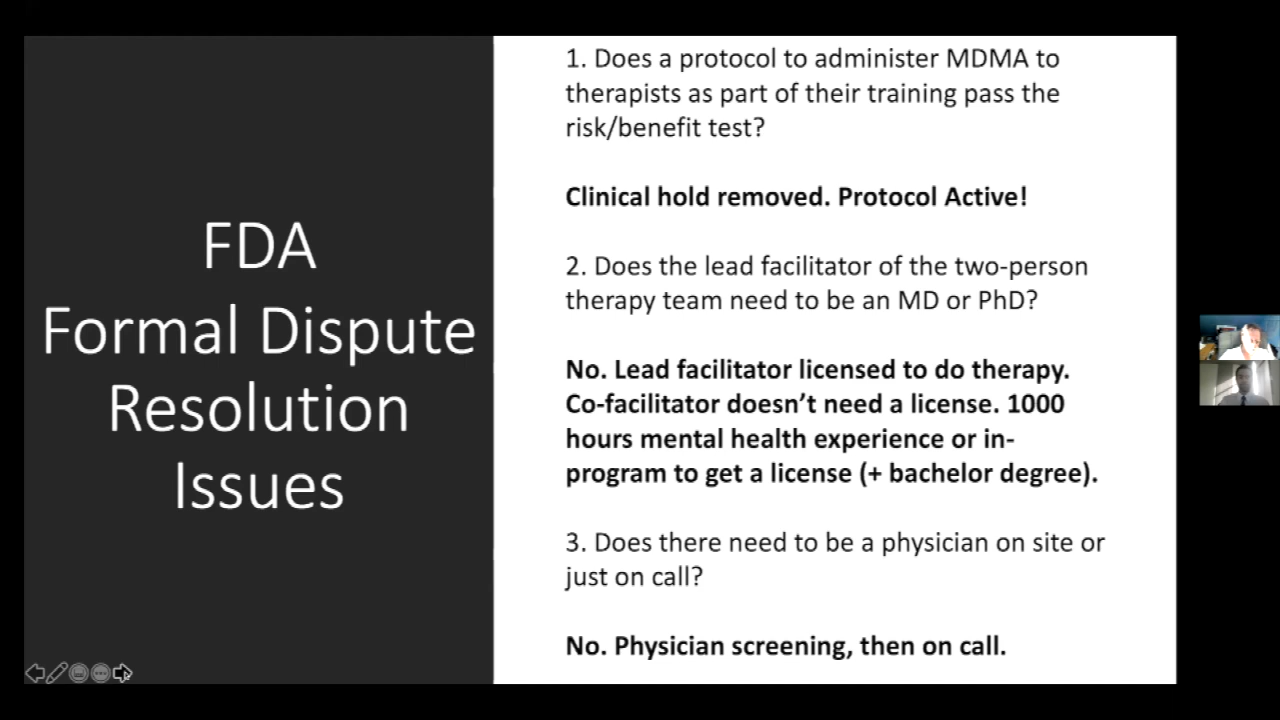 FDA
Formal Dispute
Resolution
Issues
1. Does a protocol to administer MDMA to
therapists as part of their training pass the
risk/benefit test?
Clinical hold removed. Protocol Active!
2. Does the lead facilitator of the two-person
therapy team need to be an MD or PhD?
No. Lead facilitator licensed to do therapy.
Co-facilitator doesn’t need a license. 1000
hours mental health experience or in-
program to get a license (+ bachelor degree).
3. Does there need to be a physician on site or
just on call?
No. Physician screening, then on call.